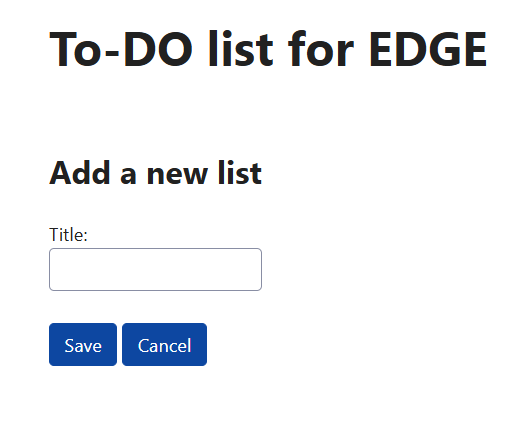 To-DO list for EDGE
Add a new list
Title:
Save Cancel